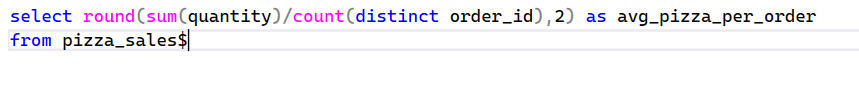 select round(sum(quantity)/count(distinct order_id),2) as avg_pizza_per_order
from pizza_sales$